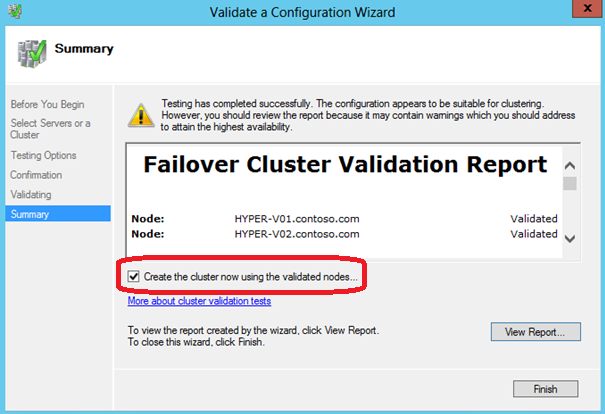 Validate a Configuration Wizard
x
Summary
Before You Begin
Select Servers or a
Cluster
Testing Options
Confirmation
Validating
Summary
Testing has completed successfully. The configuration appears to be suitable for clustering.
However, you should review the report because it may contain warnings which you should address
to attain the highest availability.
Failover Cluster Validation Report
Node: HYPER-V01.contoso.com Validated
Node: HYPER-V02.contoso.com Validated
Create the cluster now using the validated nodes...
More about cluster validation tests
To view the report created by the wizard, click View Report.
To close this wizard, click Finish.
View Report...
Finish